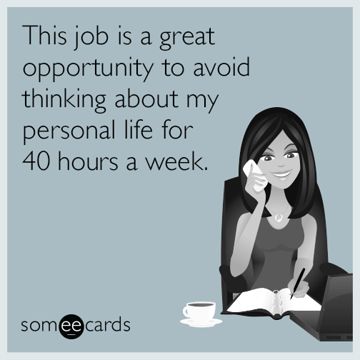 This job is a great
opportunity to avoid
thinking about my
personal life for
40 hours a week.
someecards